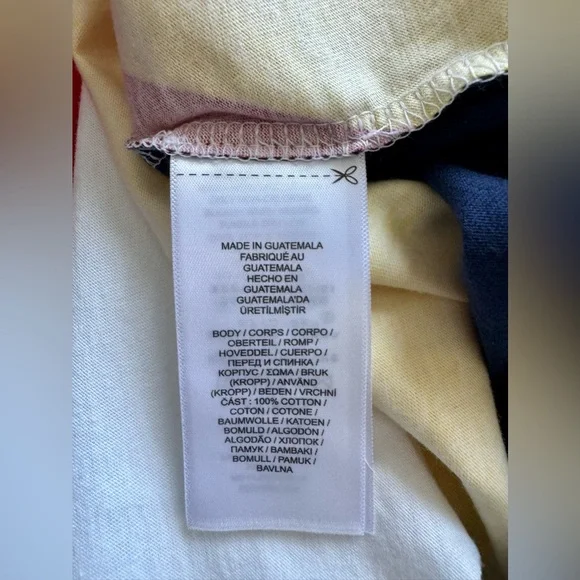 MADE IN GUATEMALA
FABRIQUÉ AU
GUATEMALA
HECHO EN
GUATEMALA
GUATEMALA'DA
ÜRETİLMİŞTİR
BODY / CORPS / CORPO /
OBERTEIL / ROMP /
HOVEDDEL / CUERPO /
ПЕРЕД И СПИНКА /
КОРПУС / ΣΩΜΑ / BRUK
(KROPP) / ANVÄND
(KROPP) / BEDEN / VRCHNÍ
ČÁST : 100% COTTON /
COTON / COTONE /
BAUMWOLLE / KATOEN /
BOMULD / ALGODÓN /
ALGODÃO / ХЛОПОК /
ПАМУК / ΒΑΜΒΑΚΙ /
BOMULL / PAMUK /
BAVLNA